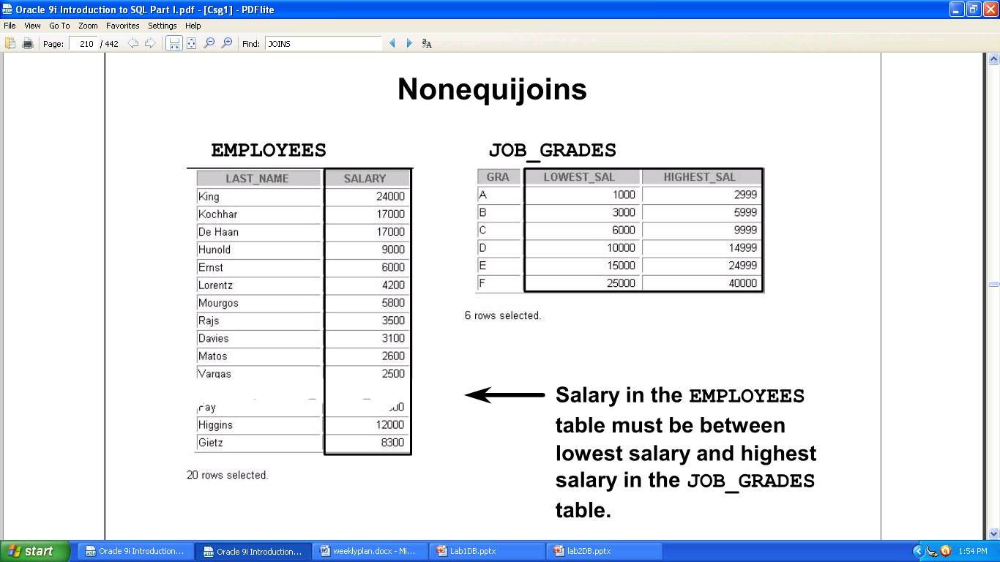 Oracle 9i Introduction to SQL Part I.pdf - [Csg1] - PDFlite
File View Go To Zoom Favorites Settings Help
Page: 210 / 442 Find: JOINS
Nonequijoins
EMPLOYEES
LAST_NAME SALARY
King 24000
Kochhar 17000
De Haan 17000
Hunold 9000
Ernst 6000
Lorentz 4200
Mourgos 5800
Rajs 3500
Davies 3100
Matos 2600
Vargas 2500
Fay
Higgins 12000
Gietz 8300
20 rows selected.
JOB_GRADES
GRA LOWEST_SAL HIGHEST_SAL
A 1000 2999
B 3000 5999
C 6000 9999
D 10000 14999
E 15000 24999
F 25000 40000
6 rows selected.
Salary in the EMPLOYEES
table must be between
lowest salary and highest
salary in the JOB_GRADES
table.
start
Oracle 9i Introduction...
Oracle 9i Introduction...
weeklyplan.docx - Mi...
Lab1DB.pptx
lab2DB.pptx
1:54 PM